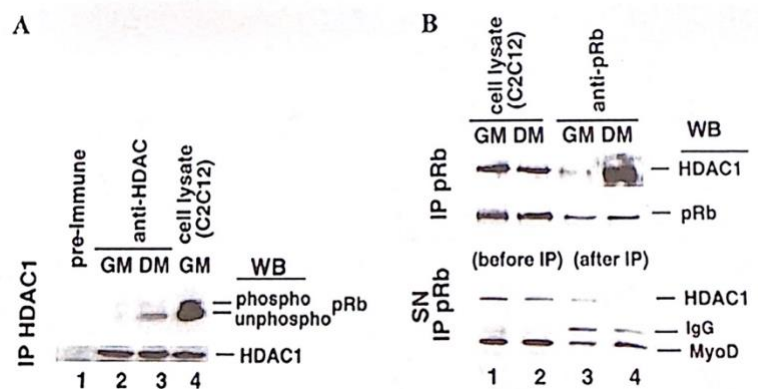 A
pre-Immune
anti-HDAC
cell lysate
(C2C12)
GM DM GM
WB
IP HDAC1
phospho
unphospho
pRb
HDAC1
1 2 3 4
B
cell lysate
(C2C12)
anti-pRb
GM DM GM DM
WB
IP pRb
HDAC1
pRb
(before IP) (after IP)
SN
IP pRb
HDAC1
IgG
MyoD
1 2 3 4